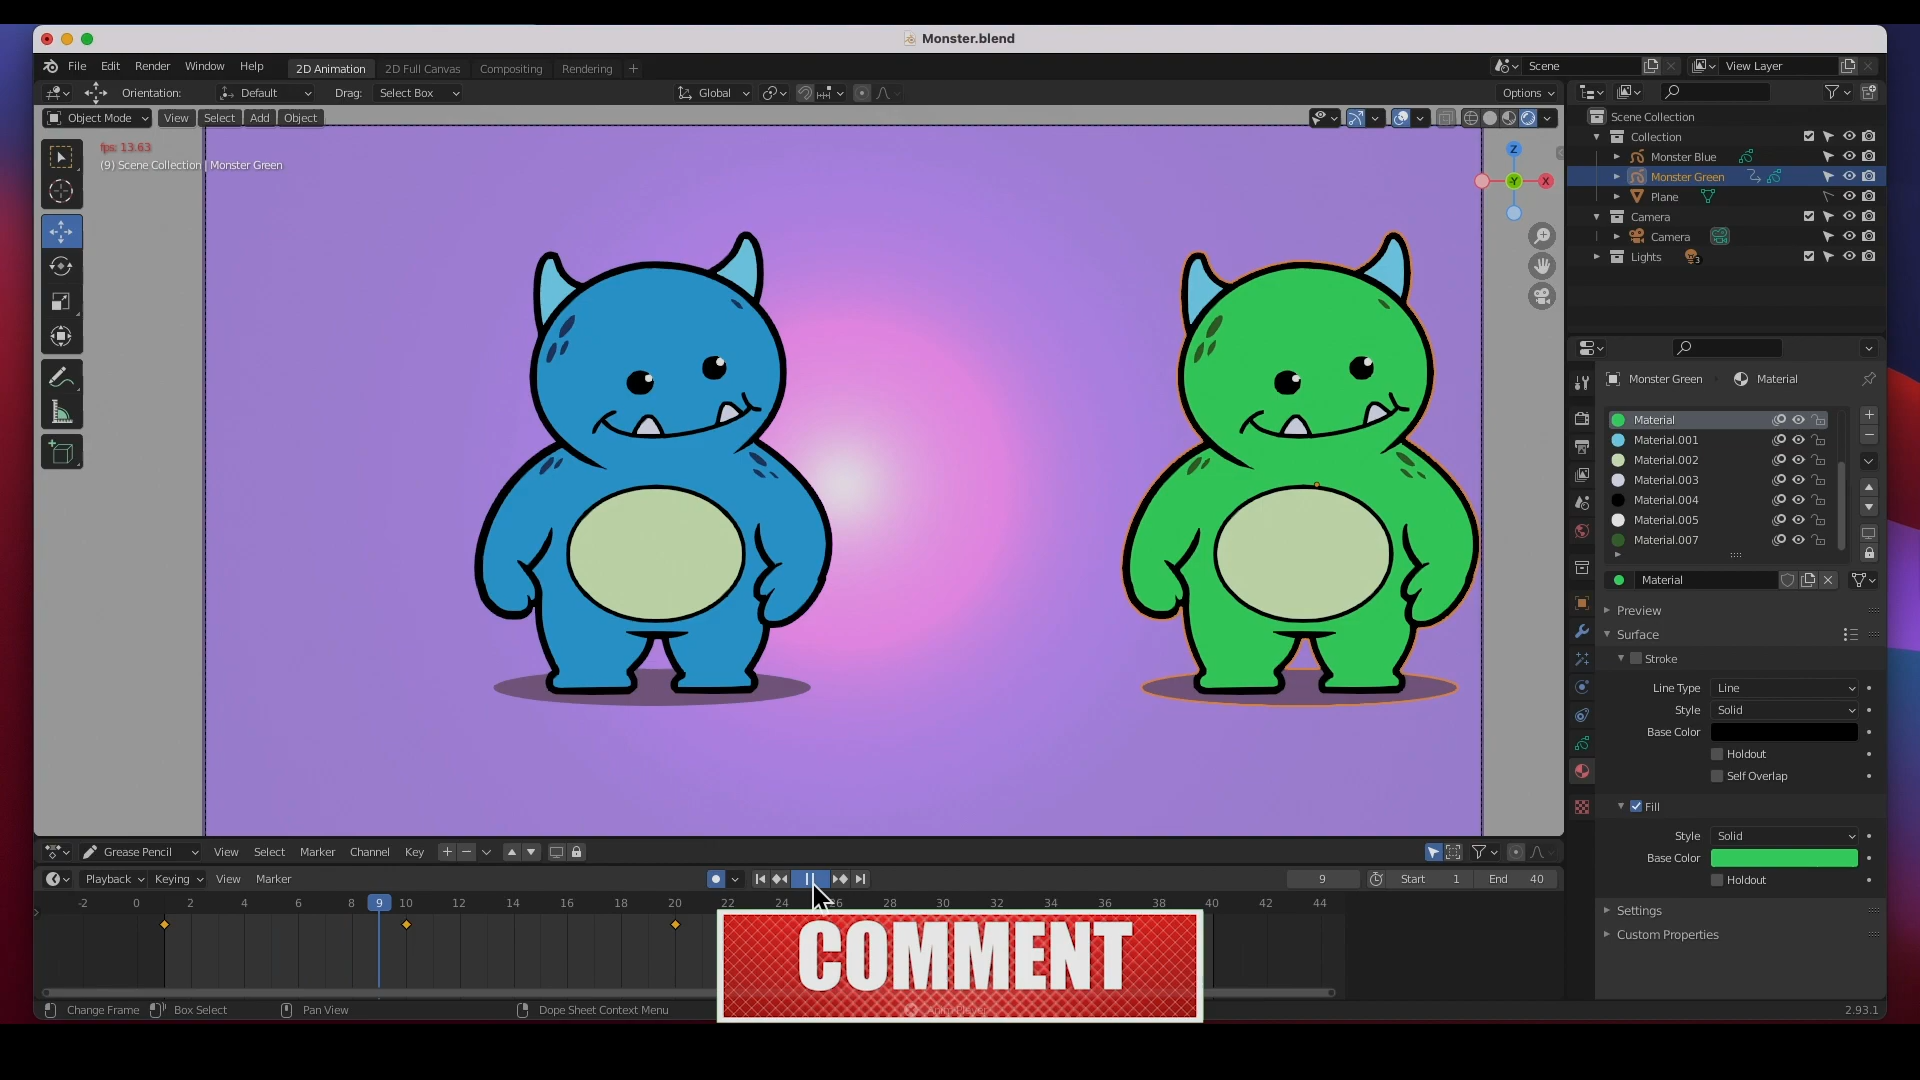 Monster.blend
File Edit Render Window Help 2D Animation 2D Full Canvas Compositing Rendering + Scene View Layer
Orientation: Default Drag: Select Box Global Options
Object Mode View Select Add Object
fps: 13.63
(9) Scene Collection | Monster Green
Z
Y
X
Scene Collection
Collection
Monster Blue
Monster Green
Plane
Camera
Camera
Lights 3
Monster Green Material
Material
Material.001
Material.002
Material.003
Material.004
Material.005
Material.007
Material
Preview
Surface
Stroke
Line Type Line
Style Solid
Base Color
Holdout
Self Overlap
Fill
Style Solid
Base Color
Holdout
Settings
Custom Properties
Grease Pencil View Select Marker Channel Key
Playback Keying View Marker 9 Start 1 End 40
-2 0 2 4 6 8 9 10 12 14 16 18 20 22 24 26 28 30 32 34 36 38 40 42 44
COMMENT
Change Frame Box Select Pan View Dope Sheet Context Menu Anim Player 2.93.1